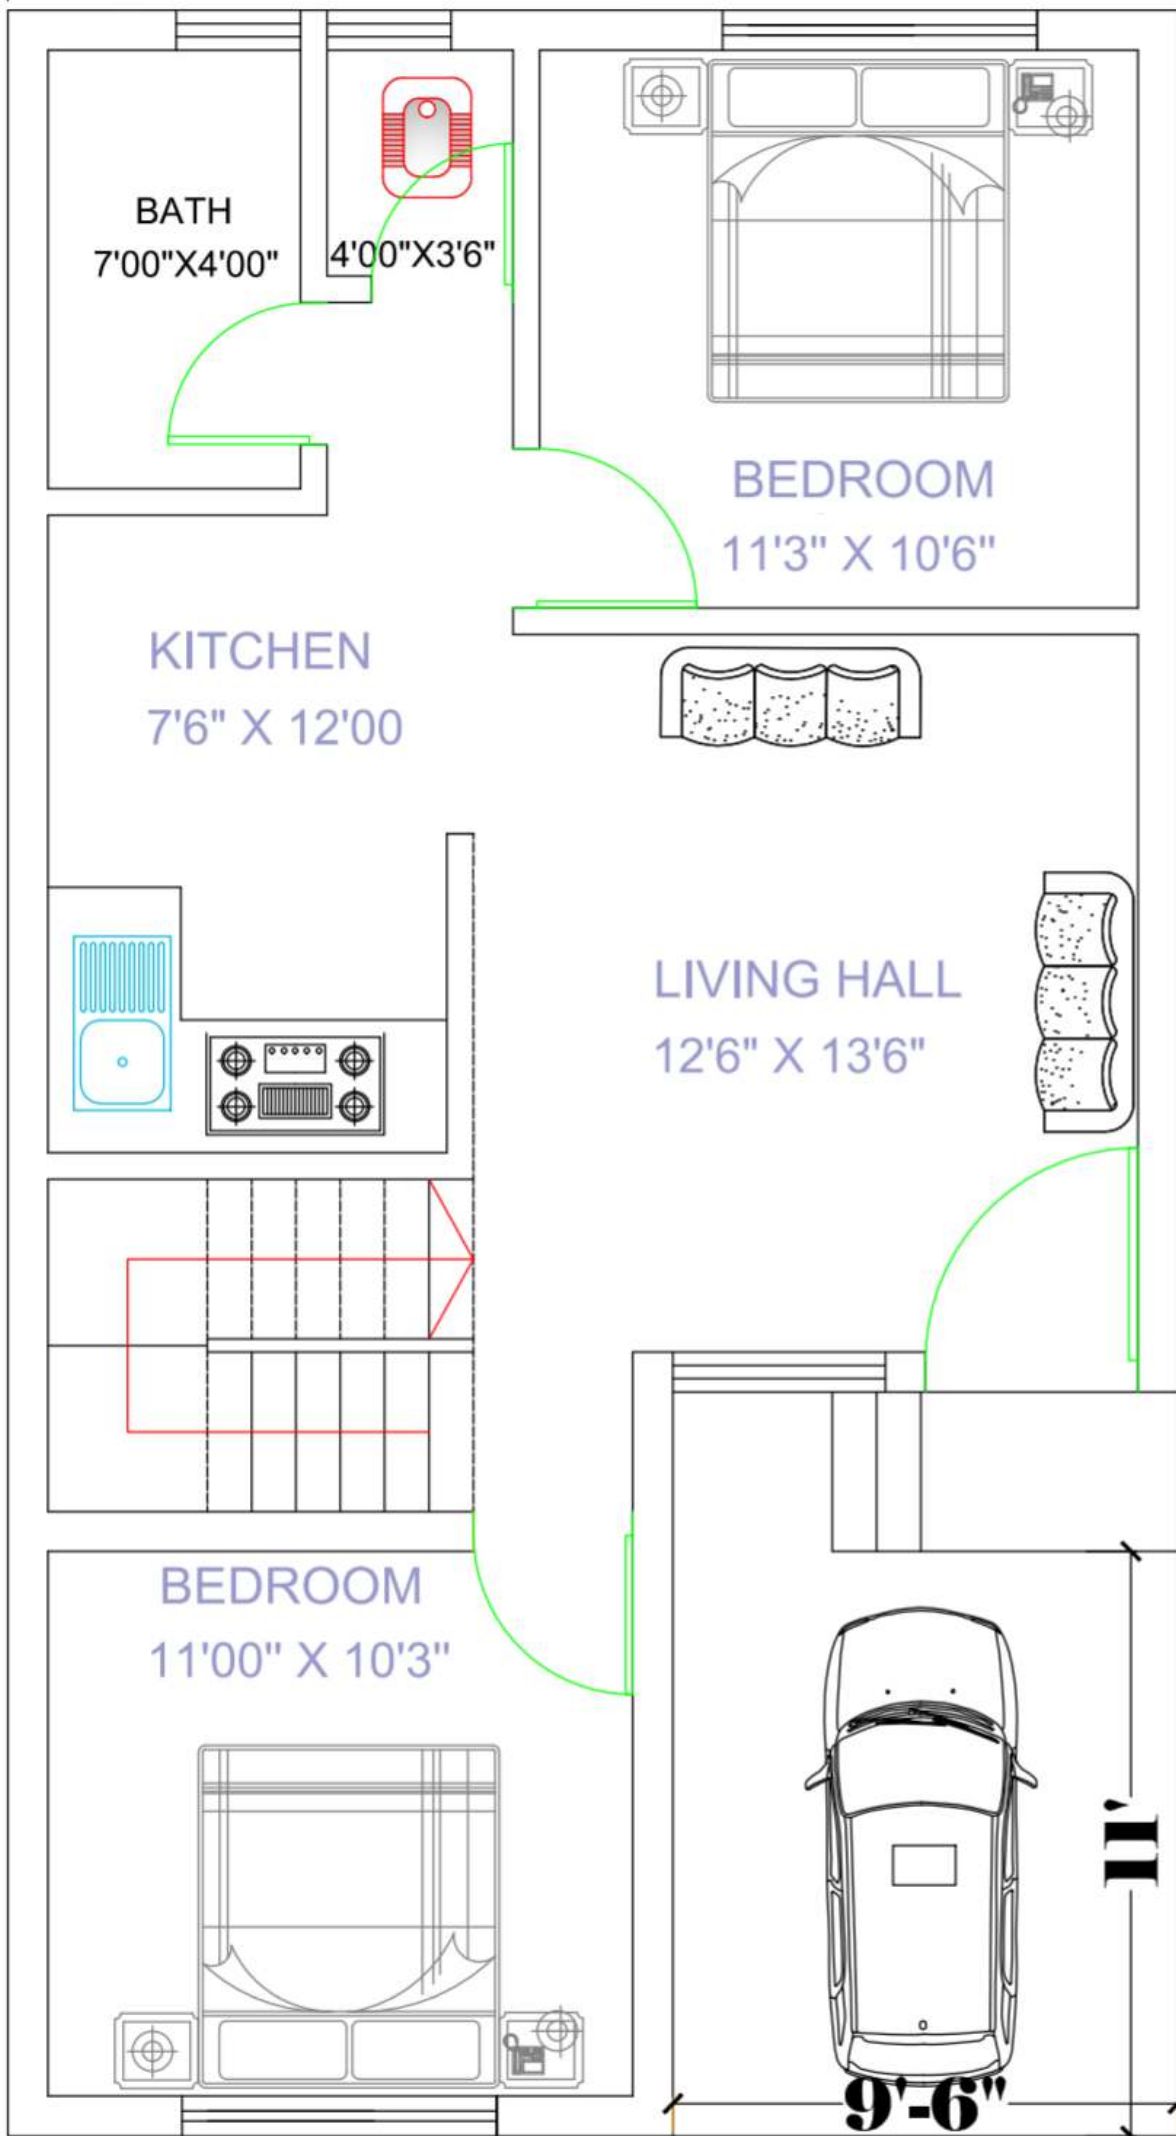 BATH
7'00"X4'00"
4'00"X3'6"
BEDROOM
11'3" X 10'6"
KITCHEN
7'6" X 12'00
LIVING HALL
12'6" X 13'6"
BEDROOM
11'00" X 10'3"
11'
9'-6"